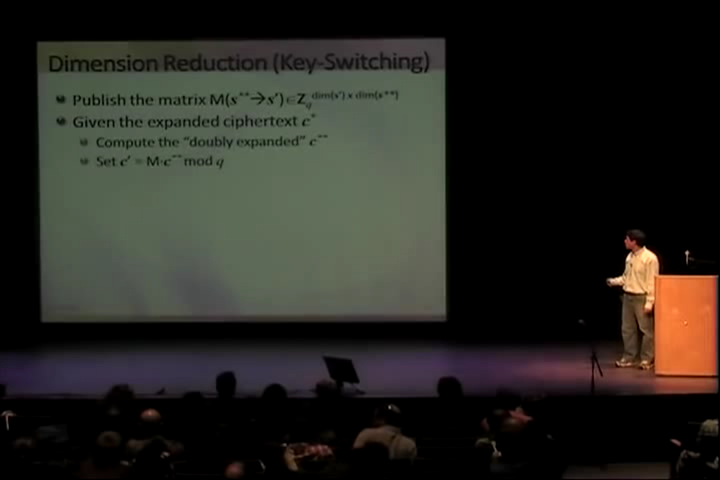 Dimension Reduction (Key-Switching)
Publish the matrix M(s**→s′)∈Z_q^dim(s′) x dim(s**)
Given the expanded ciphertext c*
Compute the “doubly expanded” c**
Set c′ = M·c** mod q